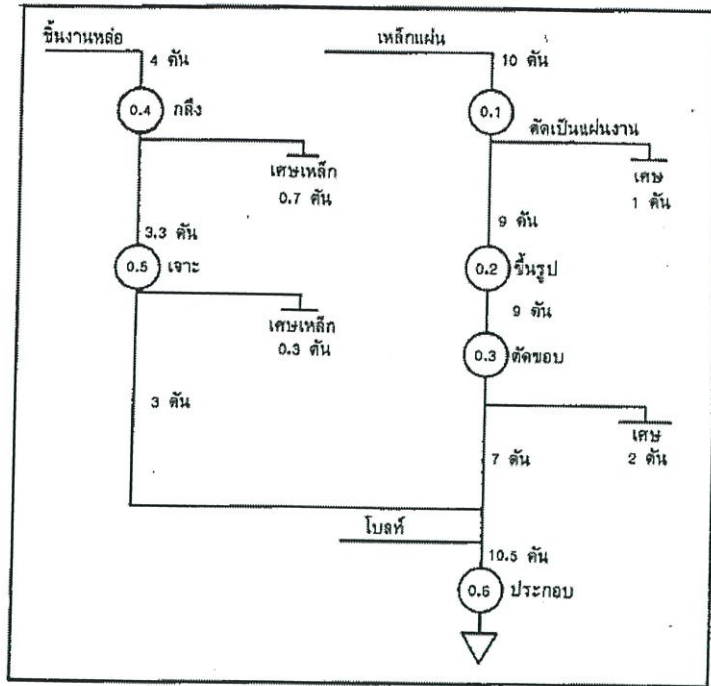 ชิ้นงานหล่อ
4 ตัน
0.4 กลึง
เศษเหล็ก
0.7 ตัน
3.3 ตัน
0.5 เจาะ
เศษเหล็ก
0.3 ตัน
3 ตัน
เหล็กแผ่น
10 ตัน
0.1
ตัดเป็นแผ่นงาน
เศษ
1 ตัน
9 ตัน
0.2 ขึ้นรูป
9 ตัน
0.3 ตัดขอบ
เศษ
2 ตัน
7 ตัน
โบลท์
10.5 ตัน
0.6 ประกอบ